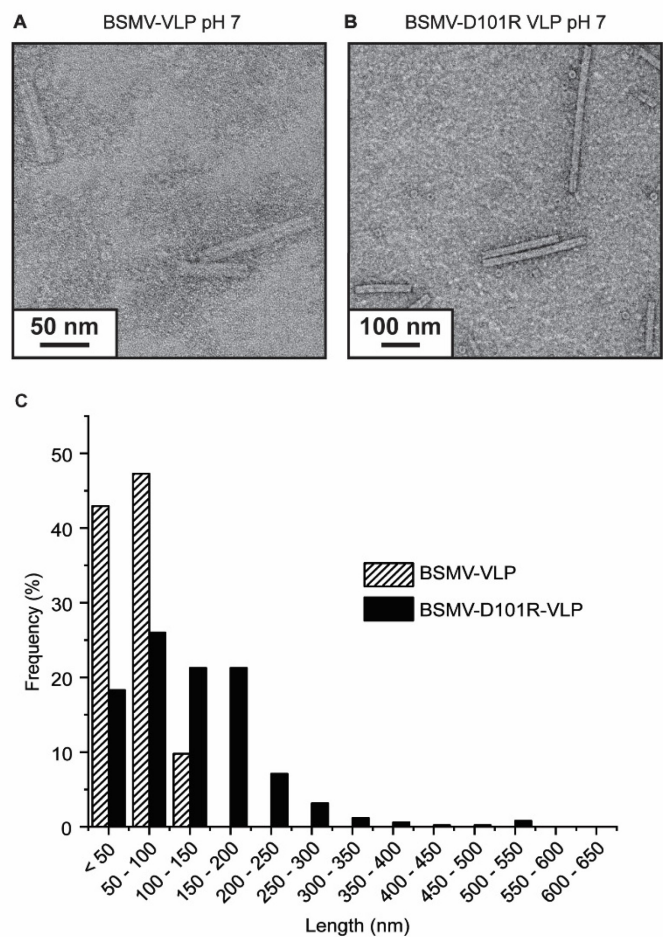 A BSMV-VLP pH 7
B BSMV-D101R VLP pH 7
50 nm
100 nm
C
50
40
30
20
10
0
Frequency (%)
BSMV-VLP
BSMV-D101R-VLP
< 50
50 - 100
100 - 150
150 - 200
200 - 250
250 - 300
300 - 350
350 - 400
400 - 450
450 - 500
500 - 550
550 - 600
600 - 650
Length (nm)